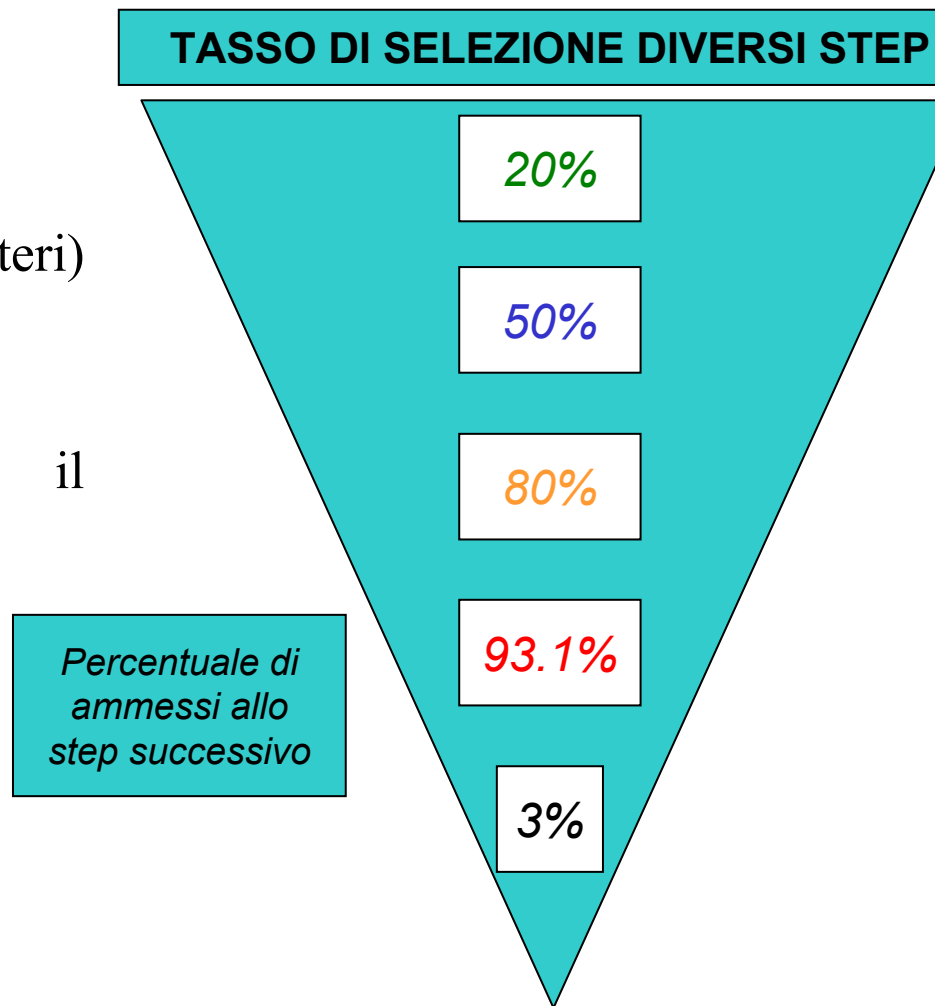 TASSO DI SELEZIONE DIVERSI STEP
20%
teri)
50%
il
80%
93.1%
Percentuale di
ammessi allo
step successivo
3%